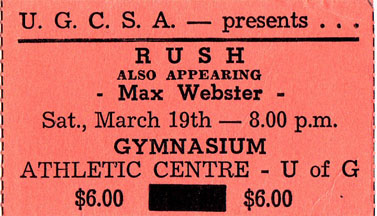 U. G. C. S. A. — presents . . .
RUSH
ALSO APPEARING
- Max Webster -
Sat., March 19th — 8.00 p.m.
GYMNASIUM
ATHLETIC CENTRE - U of G
$6.00 $6.00